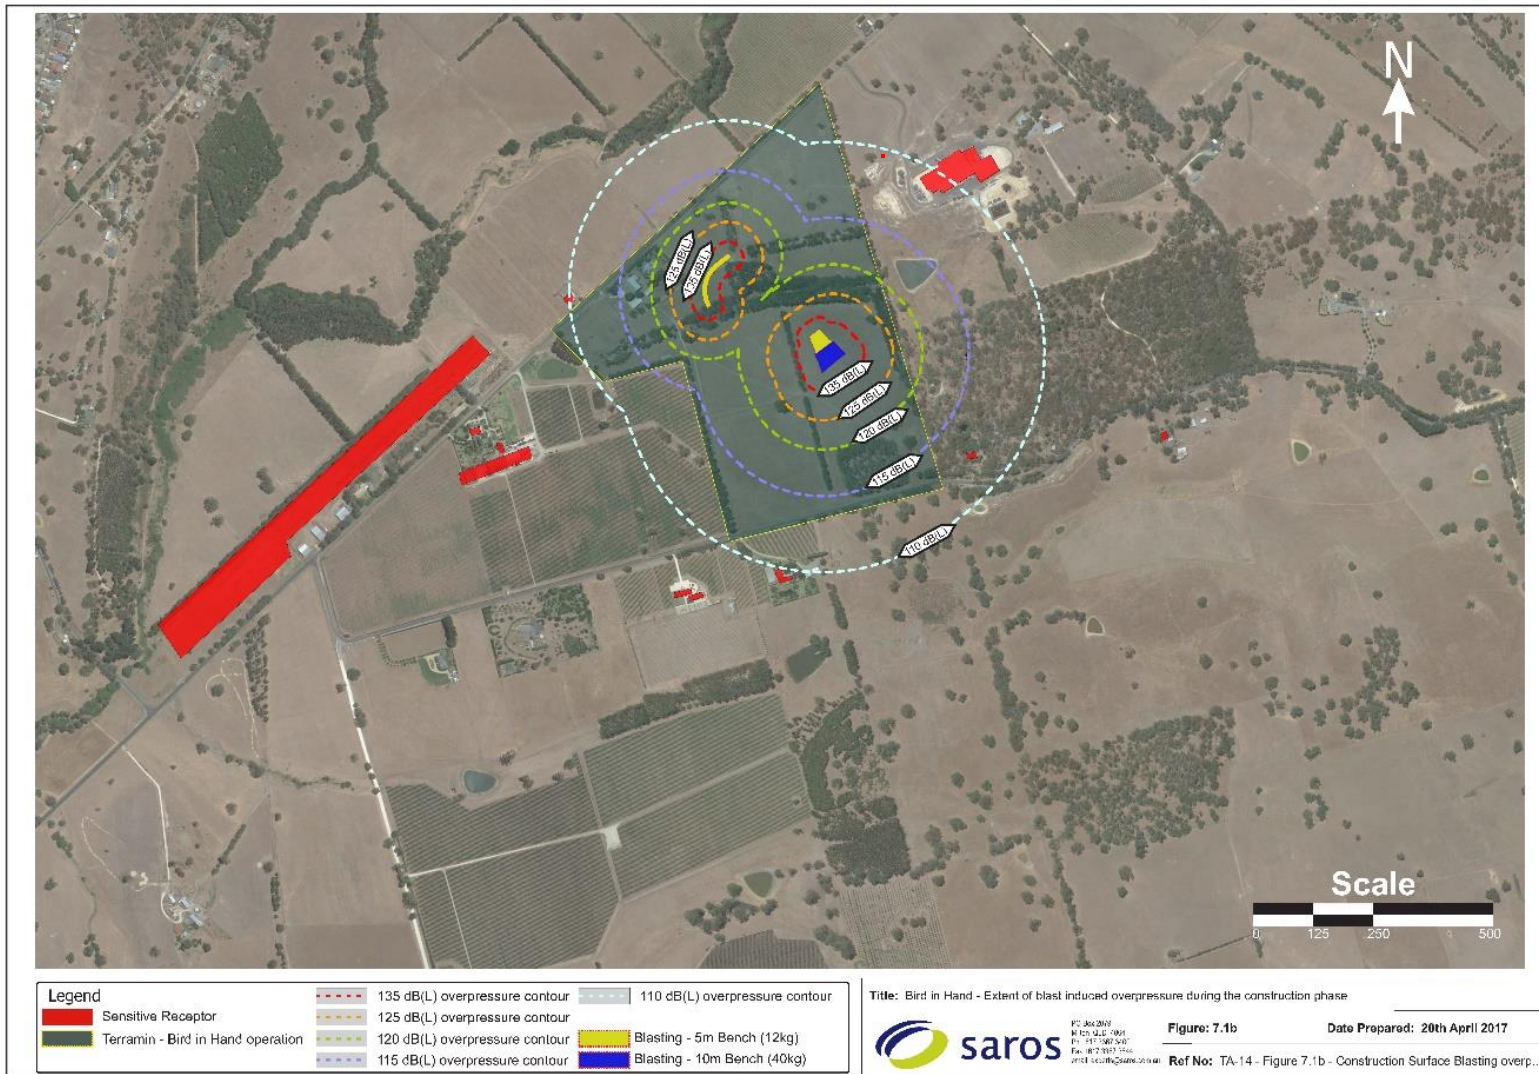 N
125 dB(L)
135 dB(L)
135 dB(L)
125 dB(L)
120 dB(L)
115 dB(L)
110 dB(L)
Scale
0 125 250 500
Legend
Sensitive Receptor
Terramin - Bird in Hand operation
135 dB(L) overpressure contour
125 dB(L) overpressure contour
120 dB(L) overpressure contour
115 dB(L) overpressure contour
110 dB(L) overpressure contour
Blasting - 5m Bench (12kg)
Blasting - 10m Bench (40kg)
Title: Bird in Hand - Extent of blast induced overpressure during the construction phase
saros
Figure: 7.1b
Date Prepared: 20th April 2017
Ref No: TA-14 - Figure 7.1b - Construction Surface Blasting overp...